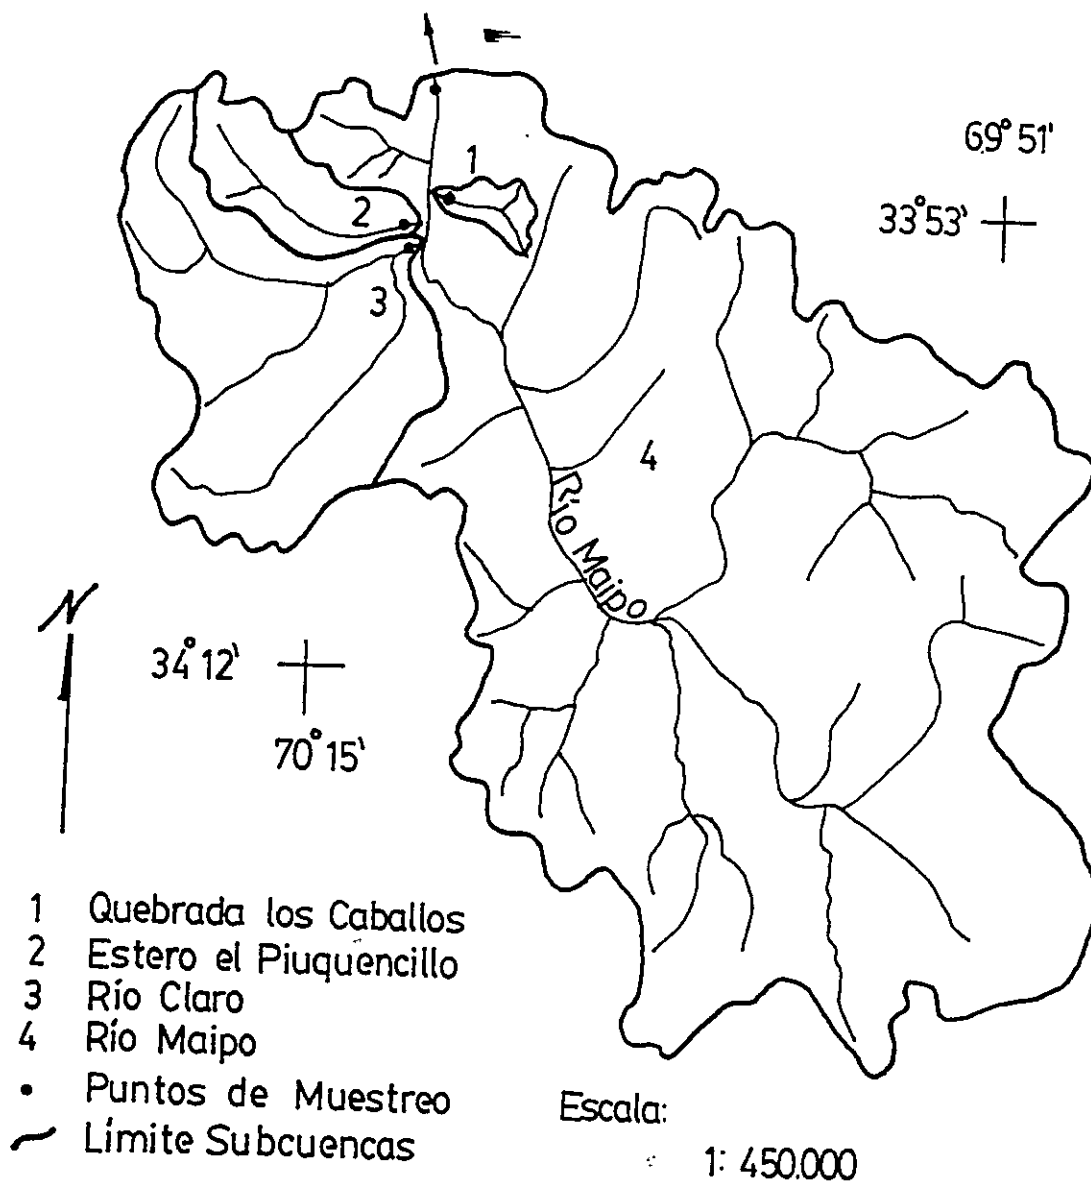 1
69°51'
33°53'
2
3
4
Río Maipo
N
34°12'
70°15'
1 Quebrada los Caballos
2 Estero el Piuquencillo
3 Río Claro
4 Río Maipo
• Puntos de Muestreo
Límite Subcuencas
Escala:
1: 450.000